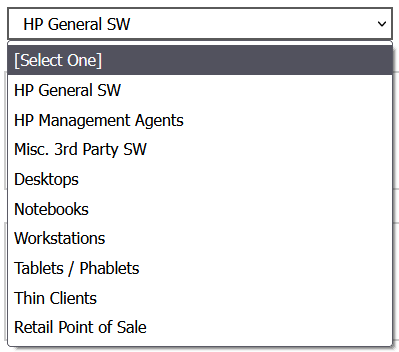 HP General SW
[Select One]
HP General SW
HP Management Agents
Misc. 3rd Party SW
Desktops
Notebooks
Workstations
Tablets / Phablets
Thin Clients
Retail Point of Sale